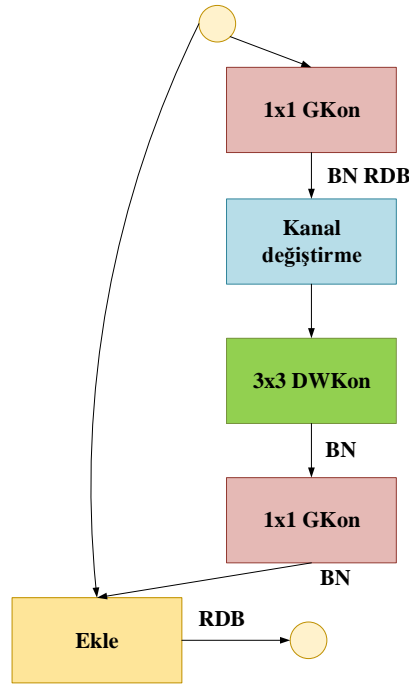 1x1 GKon
BN RDB
Kanal
değiştirme
3x3 DWKon
BN
1x1 GKon
BN
Ekle
RDB